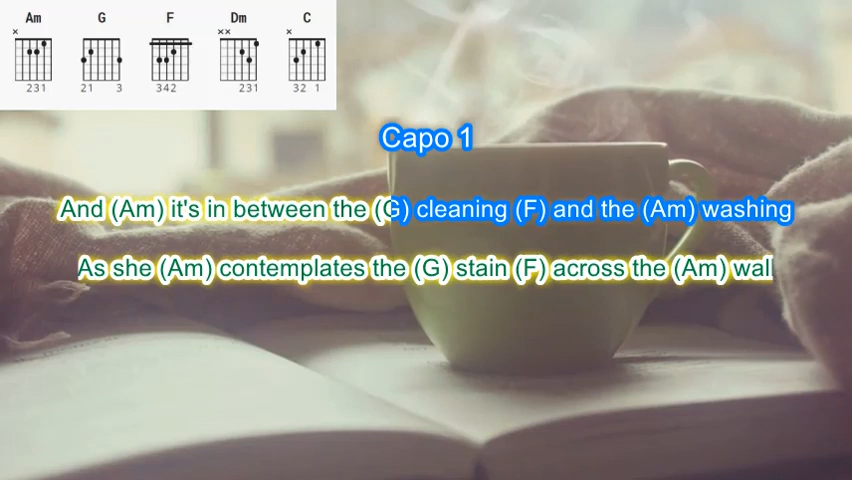 Am G F Dm C
× ×× ×
231 21 3 342 231 32 1
Capo 1
And (Am) it's in between the (G) cleaning (F) and the (Am) washing
As she (Am) contemplates the (G) stain (F) across the (Am) wall